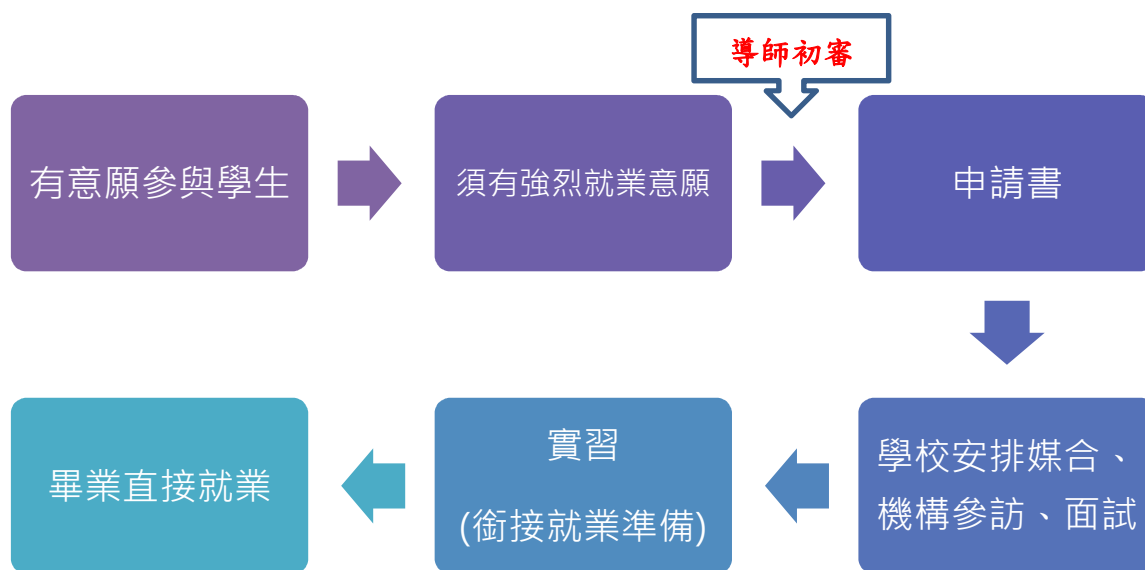 導師初審
有意願參與學生
須有強烈就業意願
申請書
學校安排媒合、
機構參訪、面試
實習
(銜接就業準備)
畢業直接就業